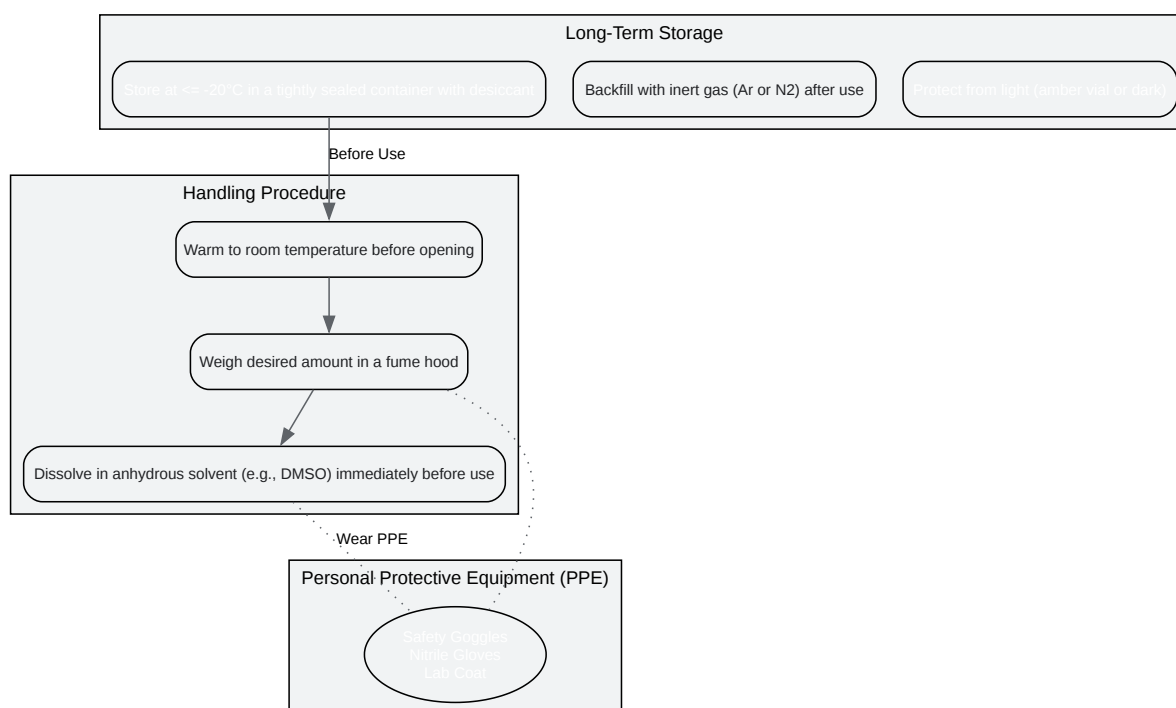 Long-Term Storage
Store at <= -20°C in a tightly sealed container with desiccant
Backfill with inert gas (Ar or N2) after use
Protect from light (amber vial or dark)
Before Use
Handling Procedure
Warm to room temperature before opening
Weigh desired amount in a fume hood
Dissolve in anhydrous solvent (e.g., DMSO) immediately before use
Wear PPE
Personal Protective Equipment (PPE)
Safety Goggles
Nitrile Gloves
Lab Coat